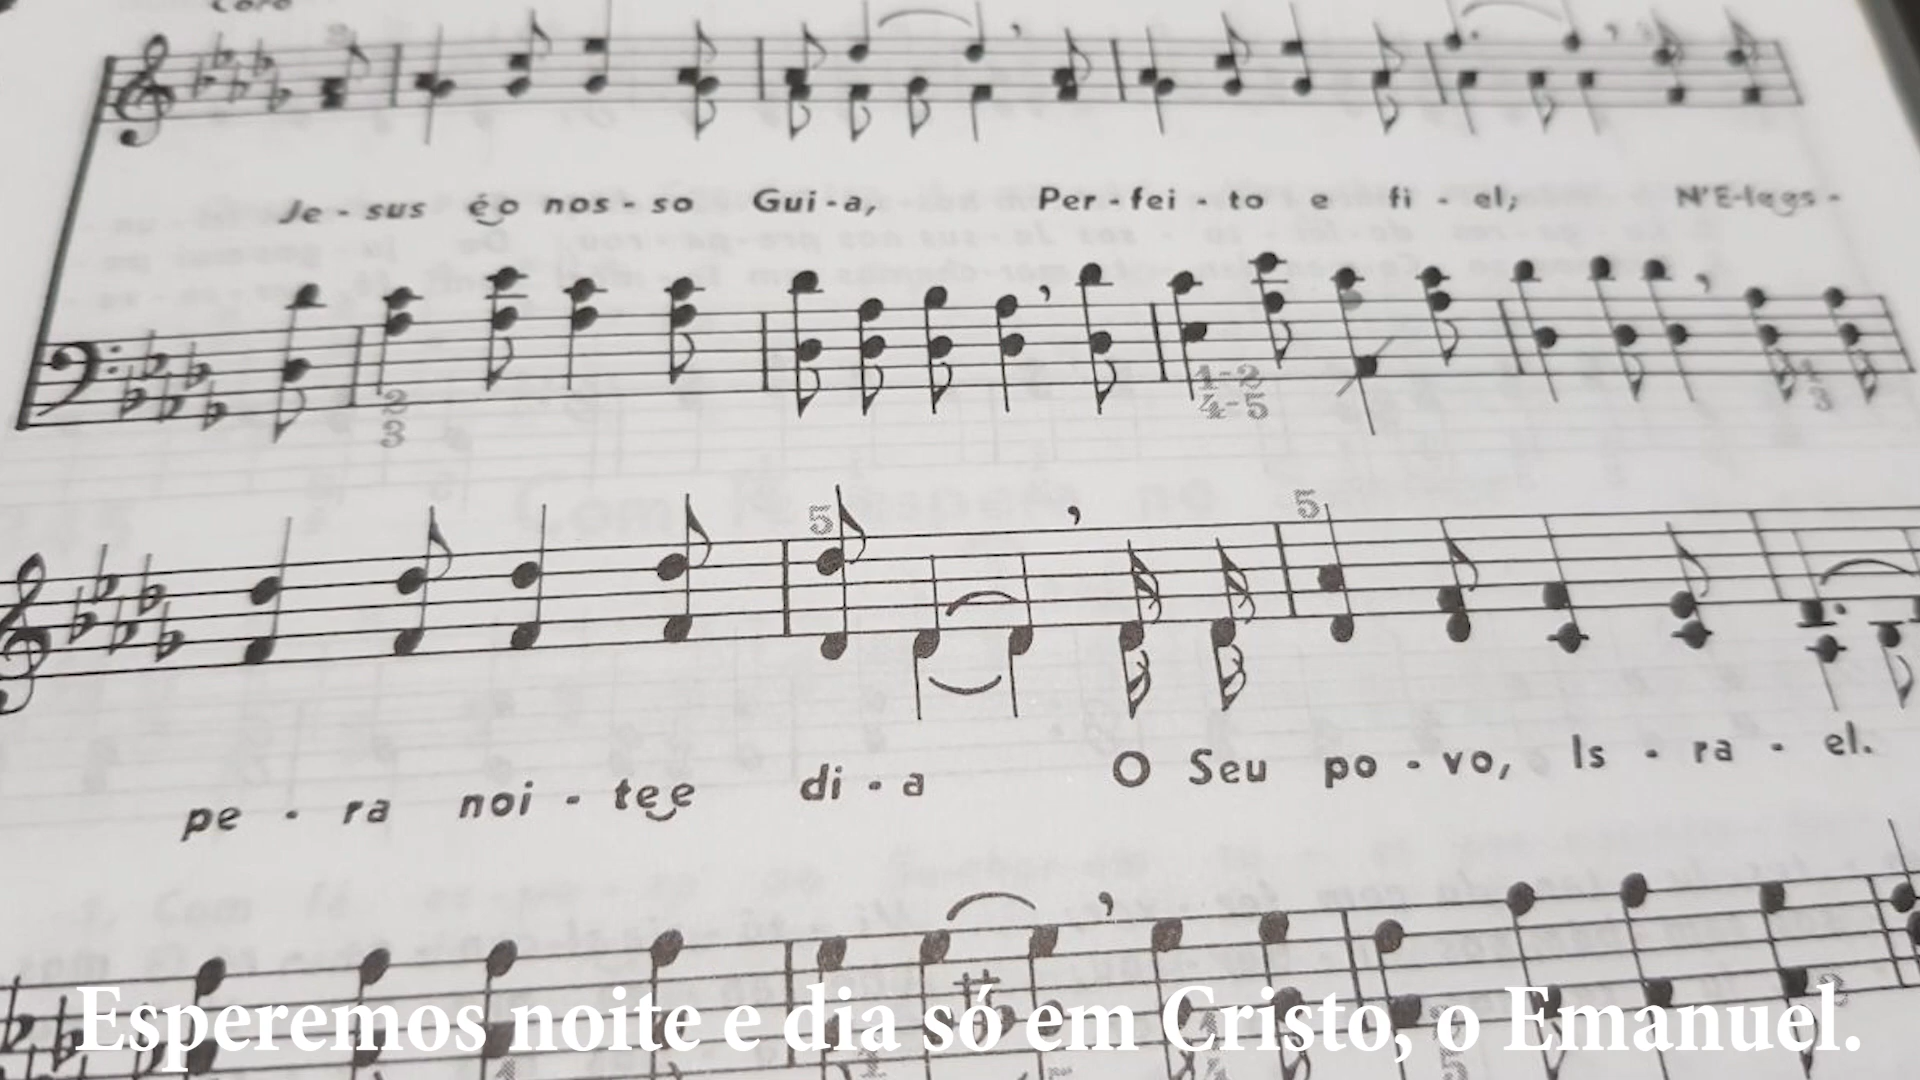 Coro
Je - sus é o nos - so Gui - a, Per - fei - to e fi - el; N'E - le es -
pe - ra noi - te e di - a O Seu po - vo, Is - ra - el.
Esperemos noite e dia só em Cristo, o Emanuel.